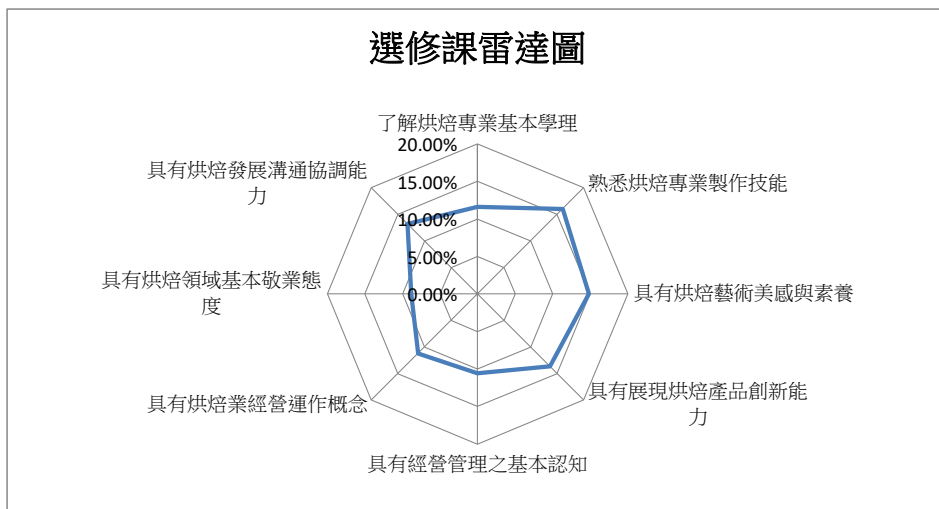 選修課雷達圖
了解烘焙專業基本學理
熟悉烘焙專業製作技能
具有烘焙藝術美感與素養
具有展現烘焙產品創新能
力
具有經營管理之基本認知
具有烘焙業經營運作概念
具有烘焙領域基本敬業態
度
具有烘焙發展溝通協調能
力
20.00%
15.00%
10.00%
5.00%
0.00%